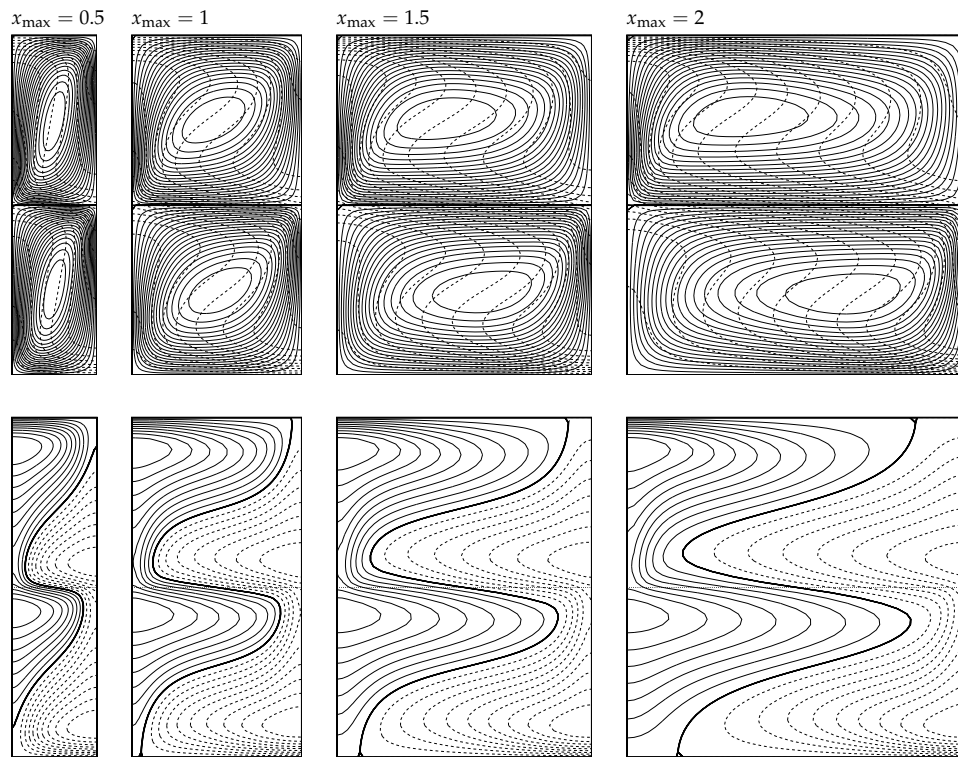 x_max = 0.5
x_max = 1
x_max = 1.5
x_max = 2